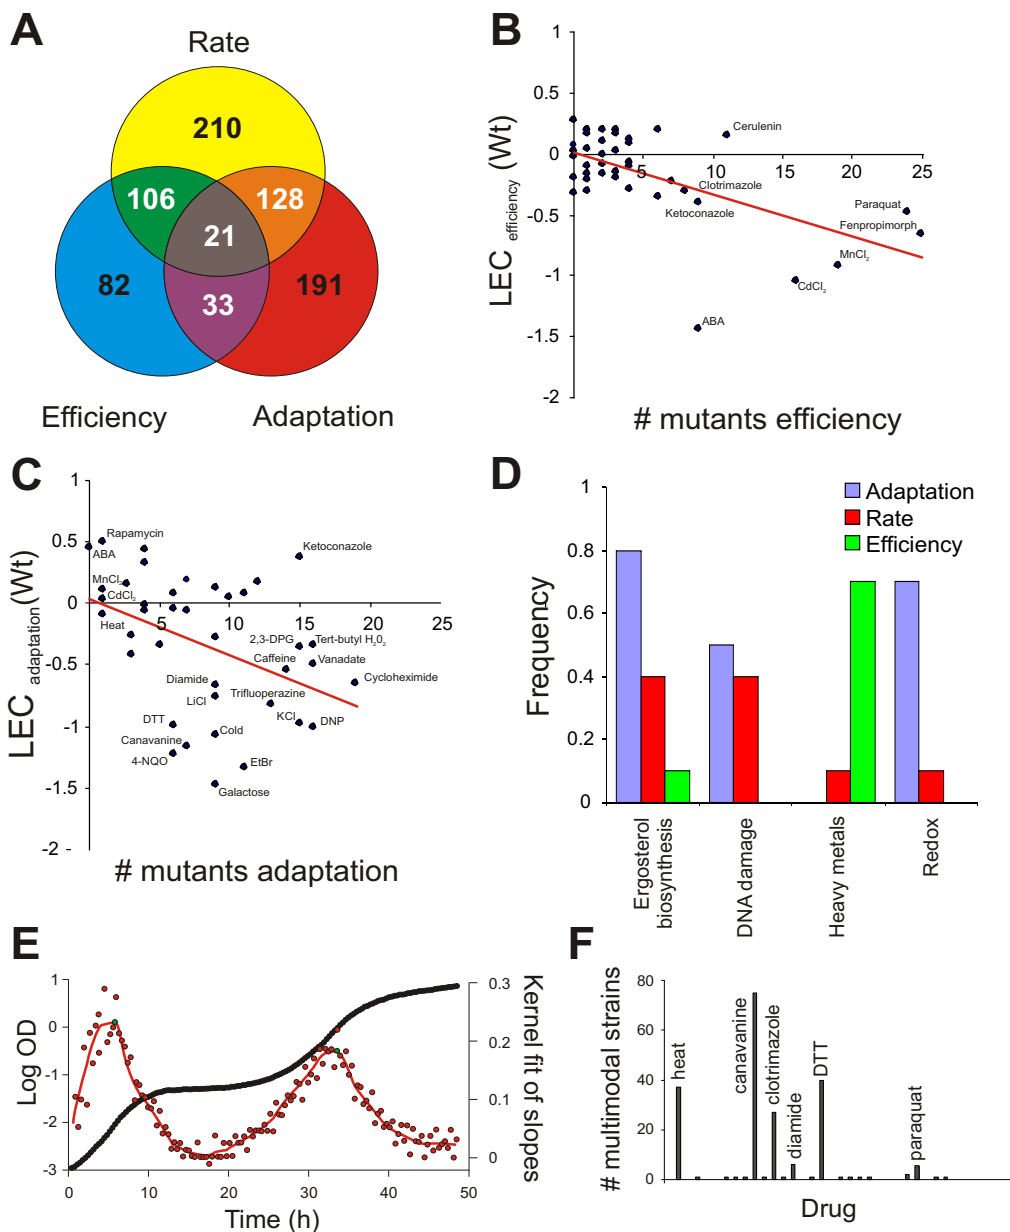 A
Rate
210
106
128
21
82
33
191
Efficiency
Adaptation
B
LEC efficiency (Wt)
1
0.5
0
-0.5
-1
-1.5
-2
5
10
15
20
25
Cerulenin
Clotrimazole
Ketoconazole
Paraquat
Fenpropimorph
MnCl2
CdCl2
ABA
# mutants efficiency
C
LEC adaptation (Wt)
1
0.5
0
-0.5
-1
-1.5
-2 -
5
10
15
20
25
Rapamycin
ABA
Ketoconazole
MnCl2
CdCl2
Heat
2,3-DPG
Tert-butyl H2O2
Caffeine
Vanadate
Cycloheximide
Diamide
LiCl
Trifluoperazine
DTT
KCl
DNP
Canavanine
Cold
4-NQO
EtBr
Galactose
# mutants adaptation
D
Adaptation
Rate
Efficiency
Frequency
1
0.8
0.6
0.4
0.2
0
Ergosterol
biosynthesis
DNA damage
Heavy metals
Redox
E
Log OD
1
0
-1
-2
-3
0
10
20
30
40
50
Time (h)
0.3
0.2
0.1
0
Kernel fit of
slopes
F
# multimodal strains
80
60
40
20
0
heat
canavanine
clotrimazole
diamide
DTT
paraquat
Drug